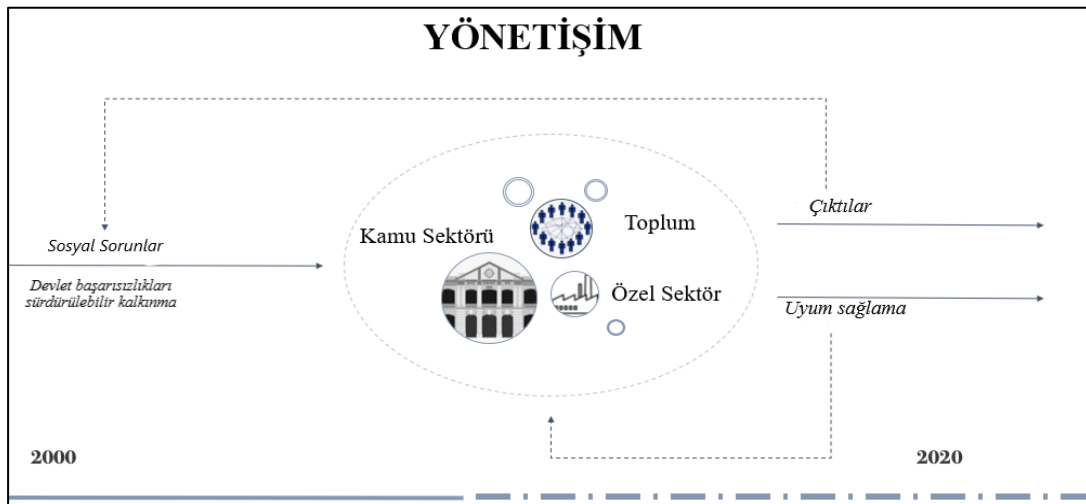 YÖNETİŞİM
Çıktılar
Toplum
Kamu Sektörü
Sosyal Sorunlar
Devlet başarısızlıkları
sürdürülebilir kalkınma
Özel Sektör
Uyum sağlama
2000
2020